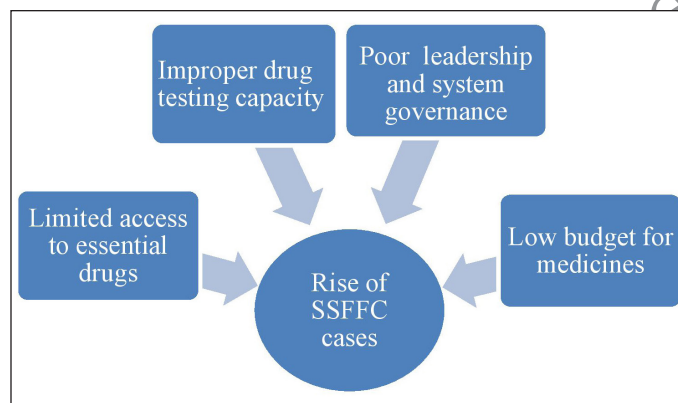 Improper drug
testing capacity
Poor leadership
and system
governance
Limited access
to essential
drugs
Low budget for
medicines
Rise of
SSFFC
cases